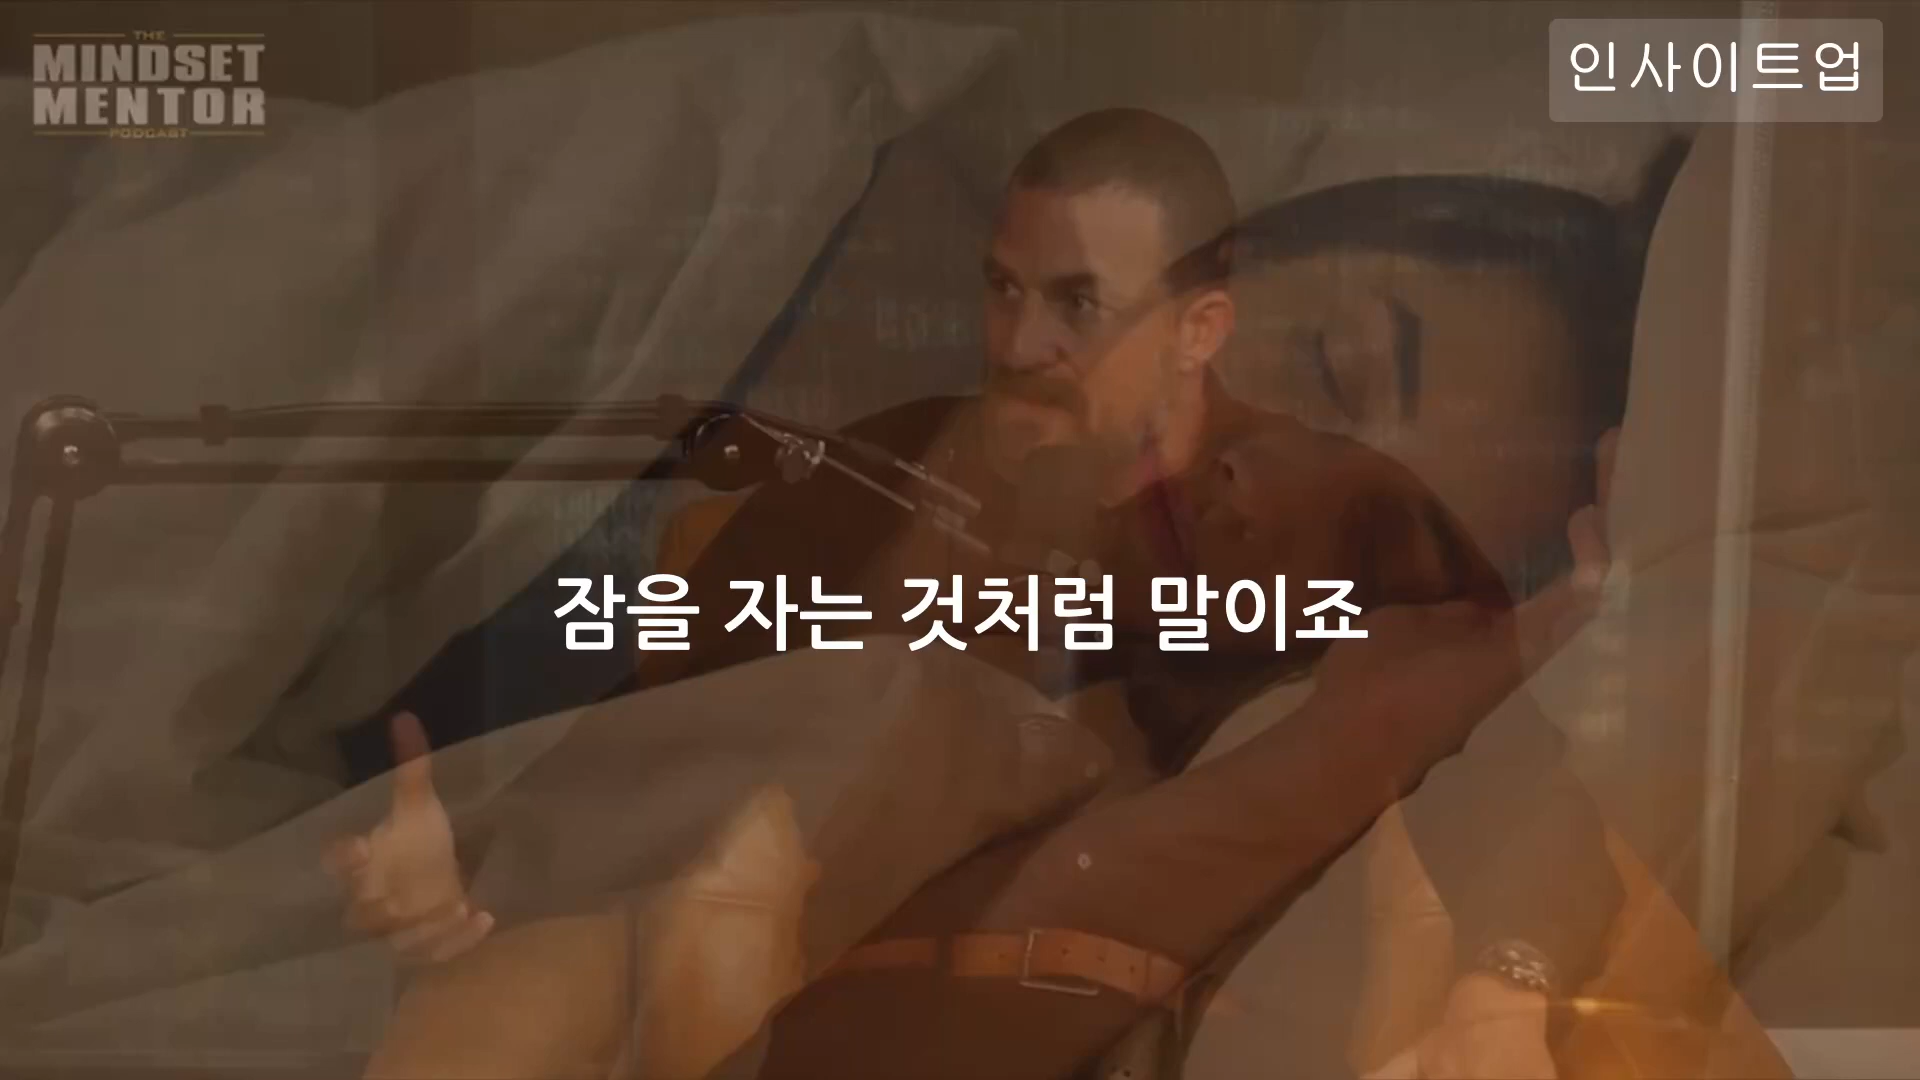 THE
MINDSET
MENTOR
PODCAST
인사이트업
잠을 자는 것처럼 말이죠